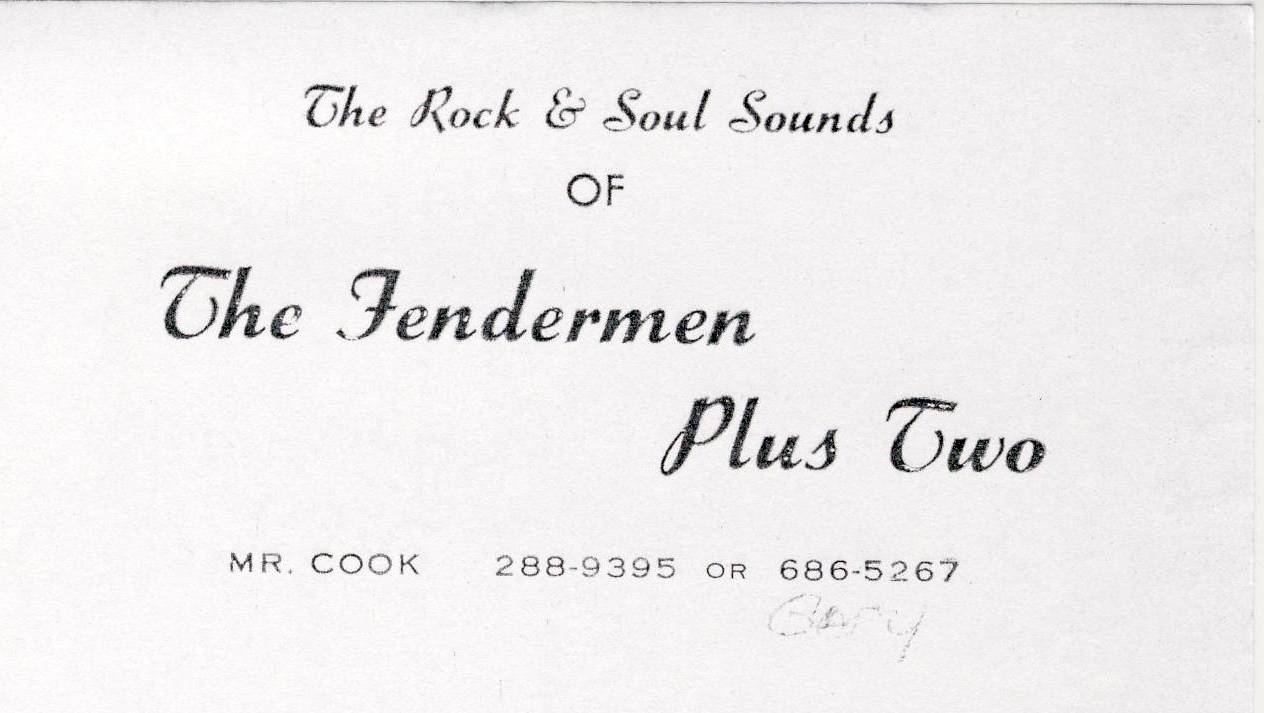 The Rock & Soul Sounds
OF
The Fendermen
Plus Two
MR. COOK 288-9395 OR 686-5267
Gary